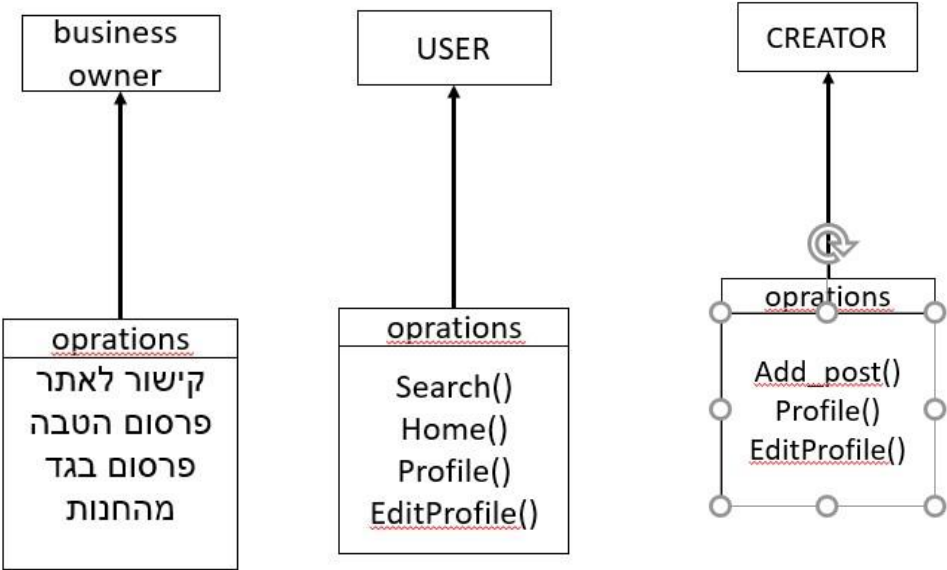 business
owner
oprations
קישור לאתר
פרסום הטבה
פרסום בגד
מהחנות
USER
oprations
Search()
Home()
Profile()
EditProfile()
CREATOR
oprations
Add_post()
Profile()
EditProfile()